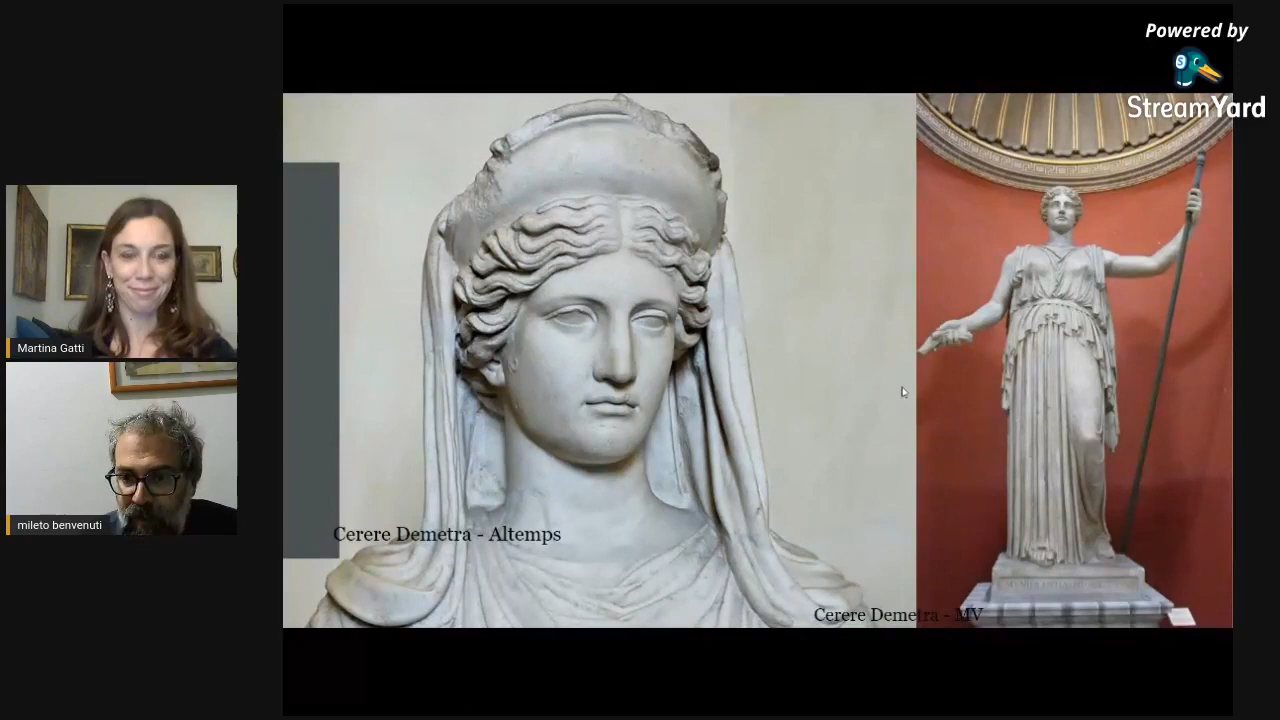 Powered by
StreamYard
Martina Gatti
mileto benvenuti
Cerere Demetra - Altemps
Cerere Demetra - MV